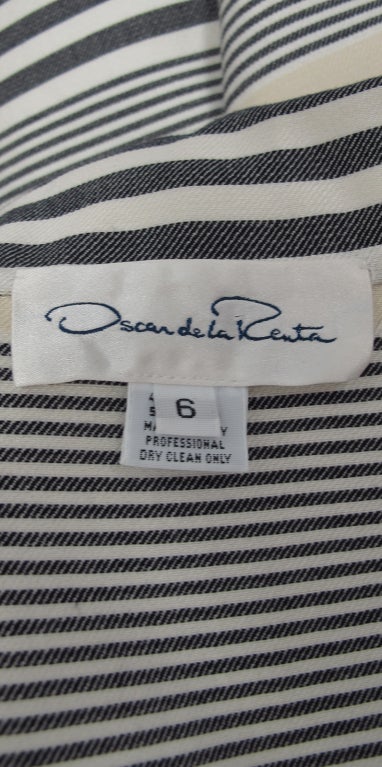 Oscar de la Renta
6
PROFESSIONAL
DRY CLEAN ONLY